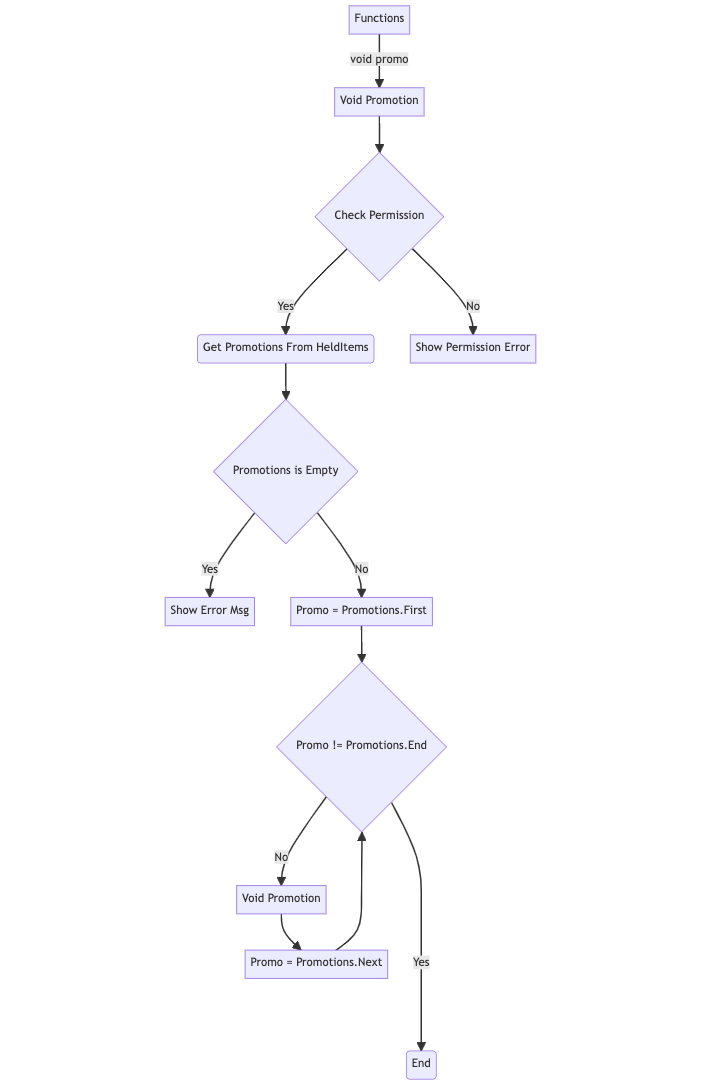 Functions
void promo
Void Promotion
Check Permission
Yes
No
Get Promotions From HeldItems
Show Permission Error
Promotions is Empty
Yes
No
Show Error Msg
Promo = Promotions.First
Promo != Promotions.End
No
Void Promotion
Promo = Promotions.Next
Yes
End